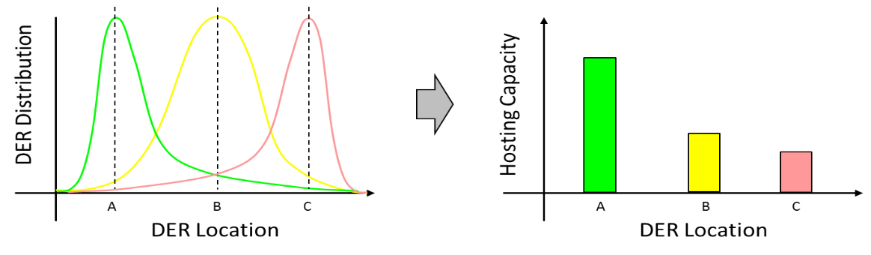 DER Distribution
A B C
DER Location
Hosting Capacity
A B C
DER Location